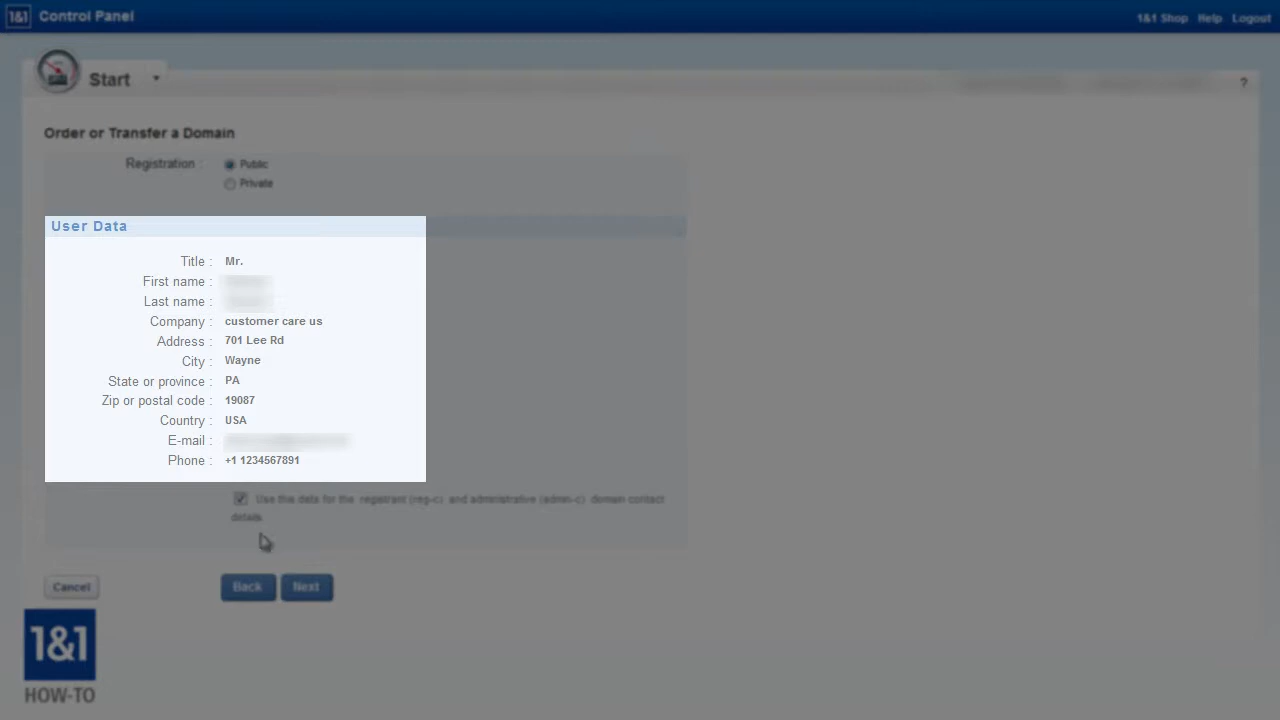 1&1 Control Panel
1&1 Shop Help Logout
Start
?
Order or Transfer a Domain
Registration : Public
Private
User Data
Title : Mr.
First name :
Last name :
Company : customer care us
Address : 701 Lee Rd
City : Wayne
State or province : PA
Zip or postal code : 19087
Country : USA
E-mail :
Phone : +1 1234567891
Use this data for the registrant (reg-c) and administrative (admin-c) domain contact
details
Cancel Back Next
1&1
HOW-TO